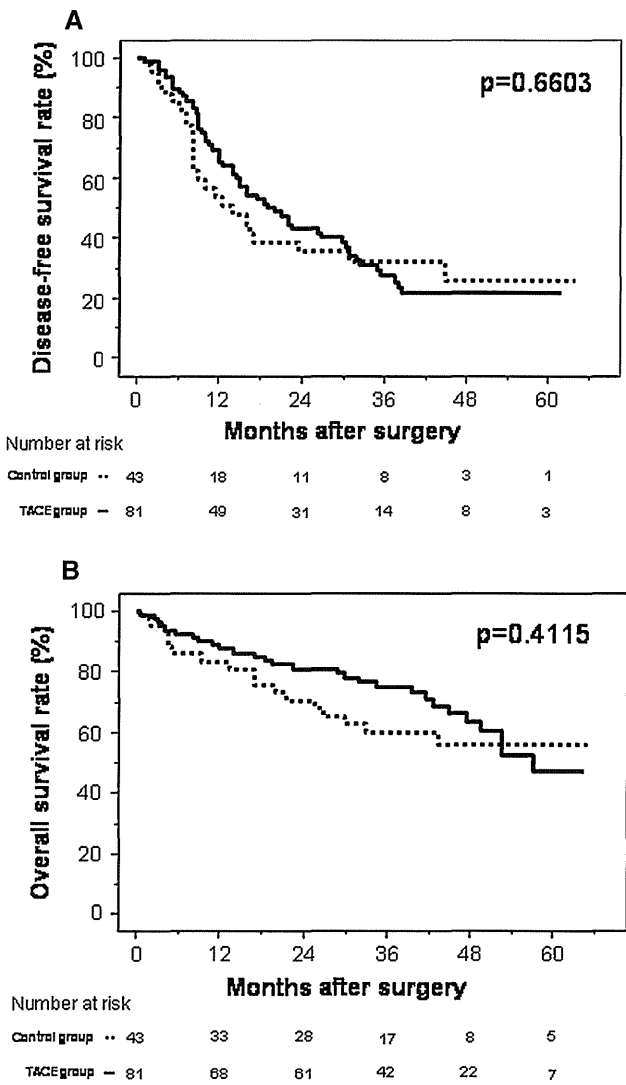 A
100
80
60
40
20
0
Disease-free survival rate [%]
p=0.6603
0 12 24 36 48 60
Months after surgery
Number at risk
Control group 43 18 11 8 3 1
TACE group 81 49 31 14 8 3
B
100
80
60
40
20
0
Overall survival rate [%]
p=0.4115
0 12 24 36 48 60
Months after surgery
Number at risk
Control group 43 33 28 17 8 5
TACE group 81 68 61 42 22 7